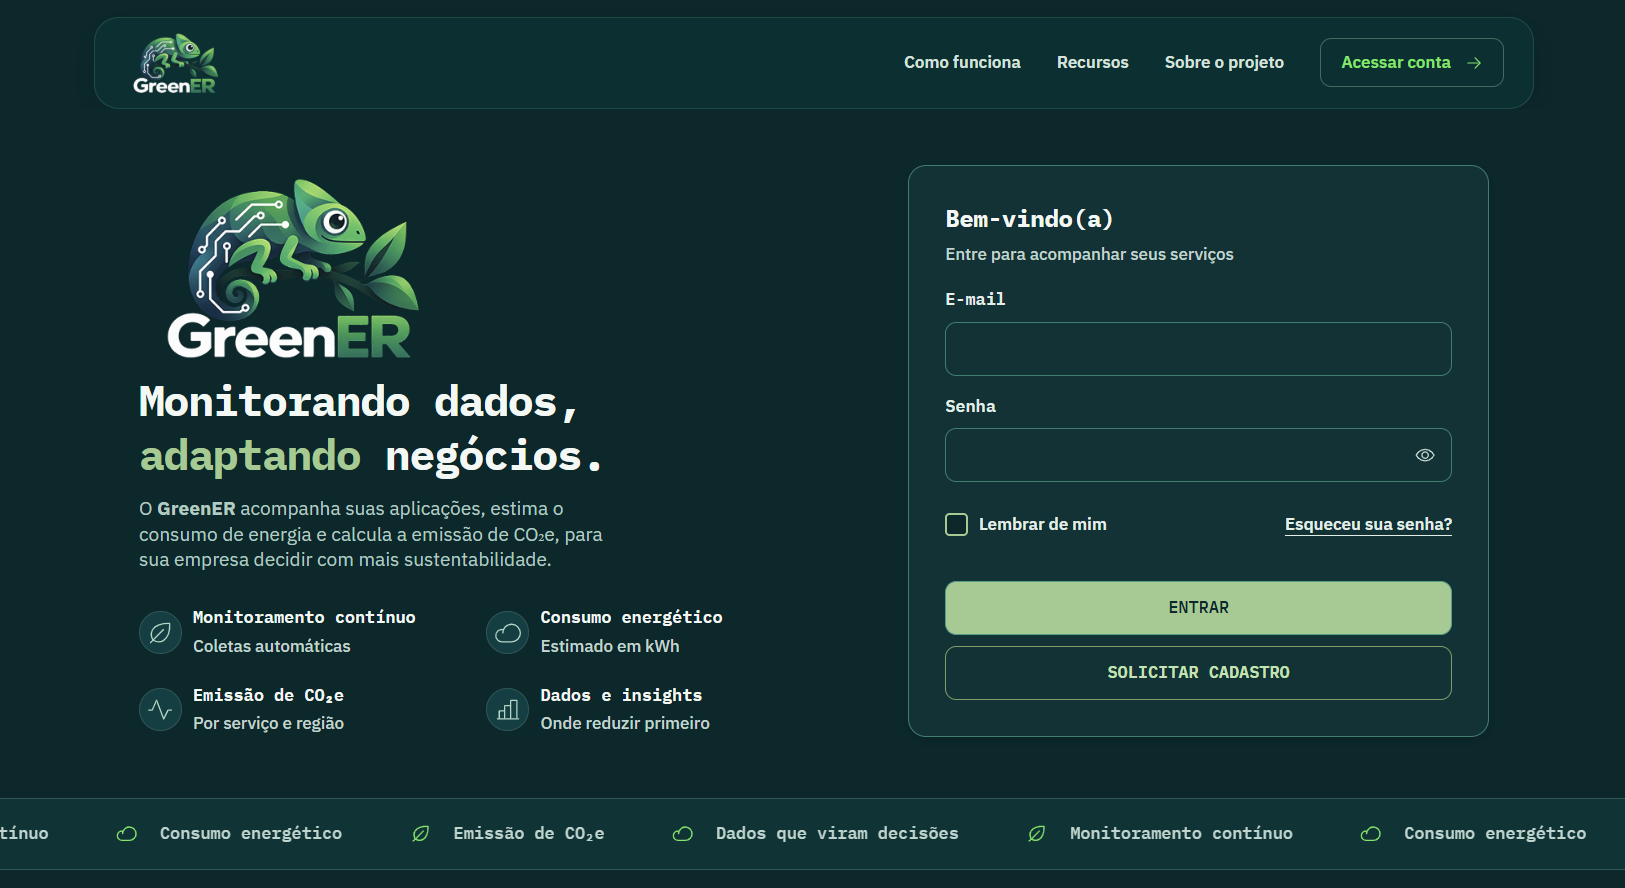 GreenER
Como funciona
Recursos
Sobre o projeto
Acessar conta
GreenER
Monitorando dados,
adaptando negócios.
O GreenER acompanha suas aplicações, estima o
consumo de energia e calcula a emissão de CO₂e, para
sua empresa decidir com mais sustentabilidade.
Monitoramento contínuo
Coletas automáticas
Consumo energético
Estimado em kWh
Emissão de CO₂e
Por serviço e região
Dados e insights
Onde reduzir primeiro
Bem-vindo(a)
Entre para acompanhar seus serviços
E-mail
Senha
Lembrar de mim
Esqueceu sua senha?
ENTRAR
SOLICITAR CADASTRO
tínuo
Consumo energético
Emissão de CO₂e
Dados que viram decisões
Monitoramento contínuo
Consumo energético